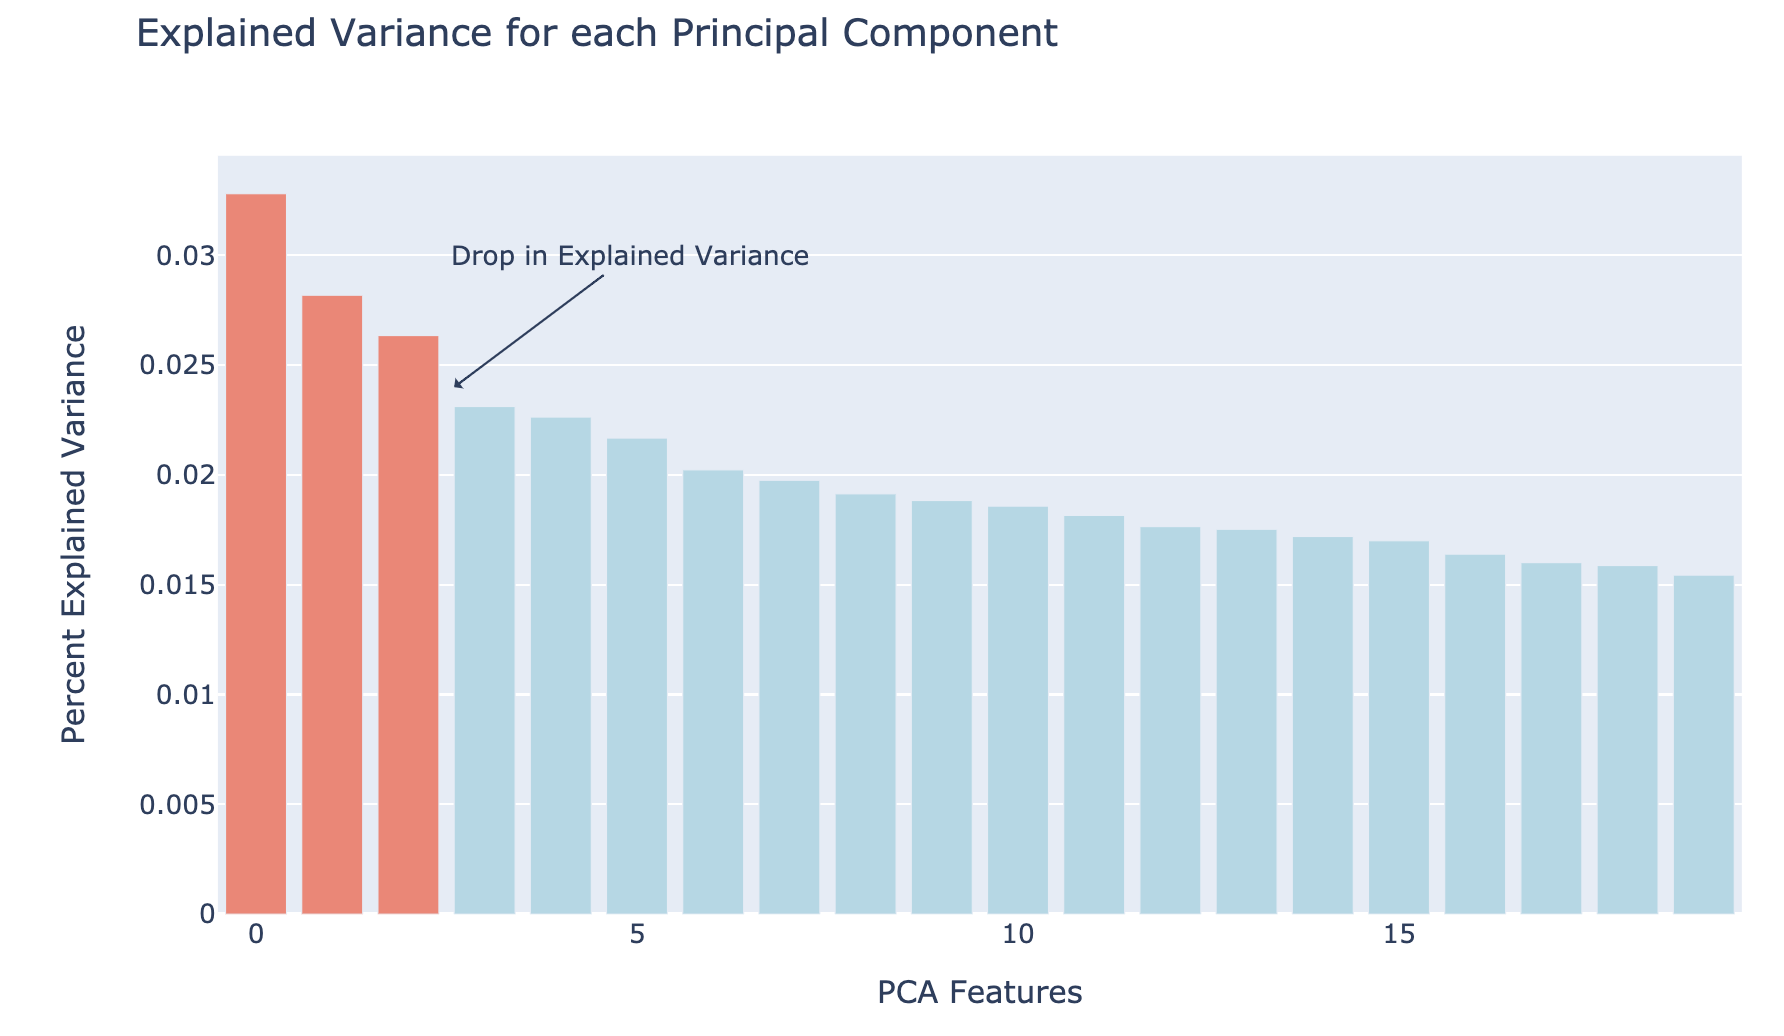 Explained Variance for each Principal Component
Drop in Explained Variance
Percent Explained Variance
0.03
0.025
0.02
0.015
0.01
0.005
0
0 5 10 15
PCA Features